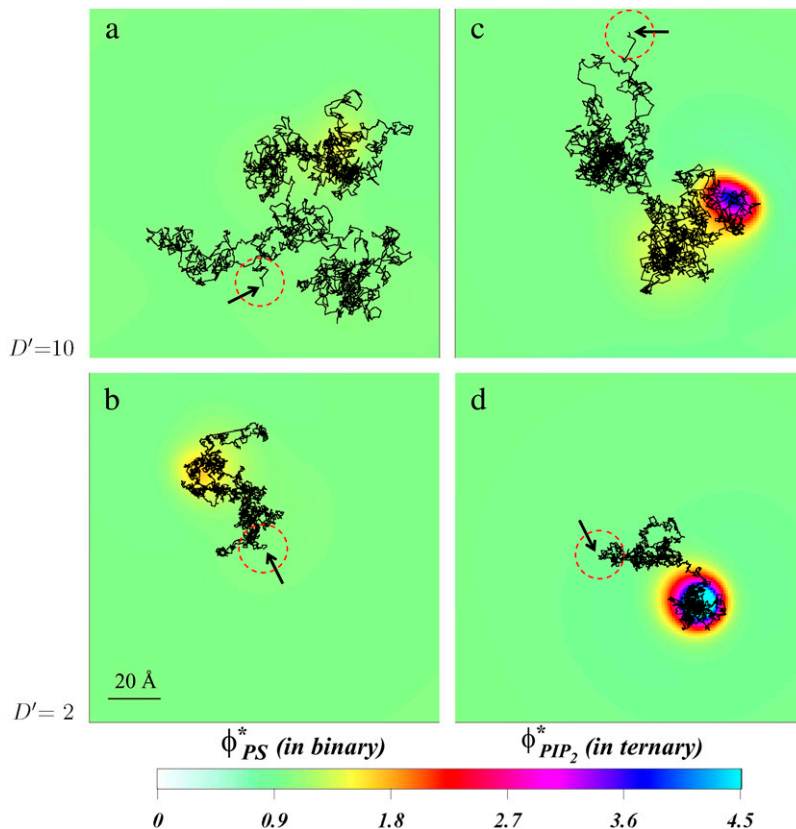 a
c
D′=10
b
d
20 Å
D′= 2
ϕ*PS (in binary)
ϕ*PIP2 (in ternary)
0 0.9 1.8 2.7 3.6 4.5